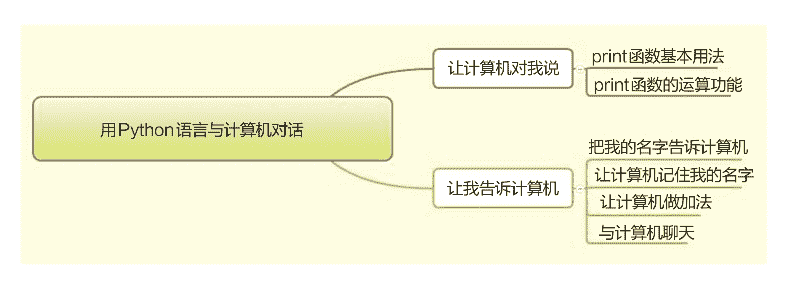 用Python语言与计算机对话
让计算机对我说
print函数基本用法
print函数的运算功能
让我告诉计算机
把我的名字告诉计算机
让计算机记住我的名字
让计算机做加法
与计算机聊天